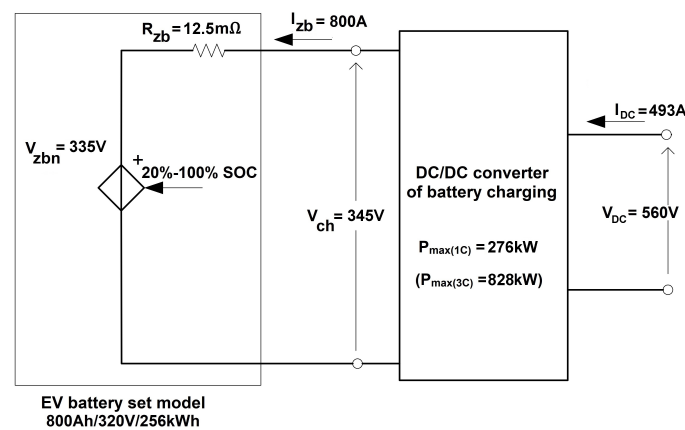 R_zb = 12.5mΩ
I_zb = 800A
I_DC = 493A
V_zbn = 335V
+
20%-100% SOC
V_ch = 345V
DC/DC converter
of battery charging
P_max(1C) = 276kW
(P_max(3C) = 828kW)
V_DC = 560V
EV battery set model
800Ah/320V/256kWh